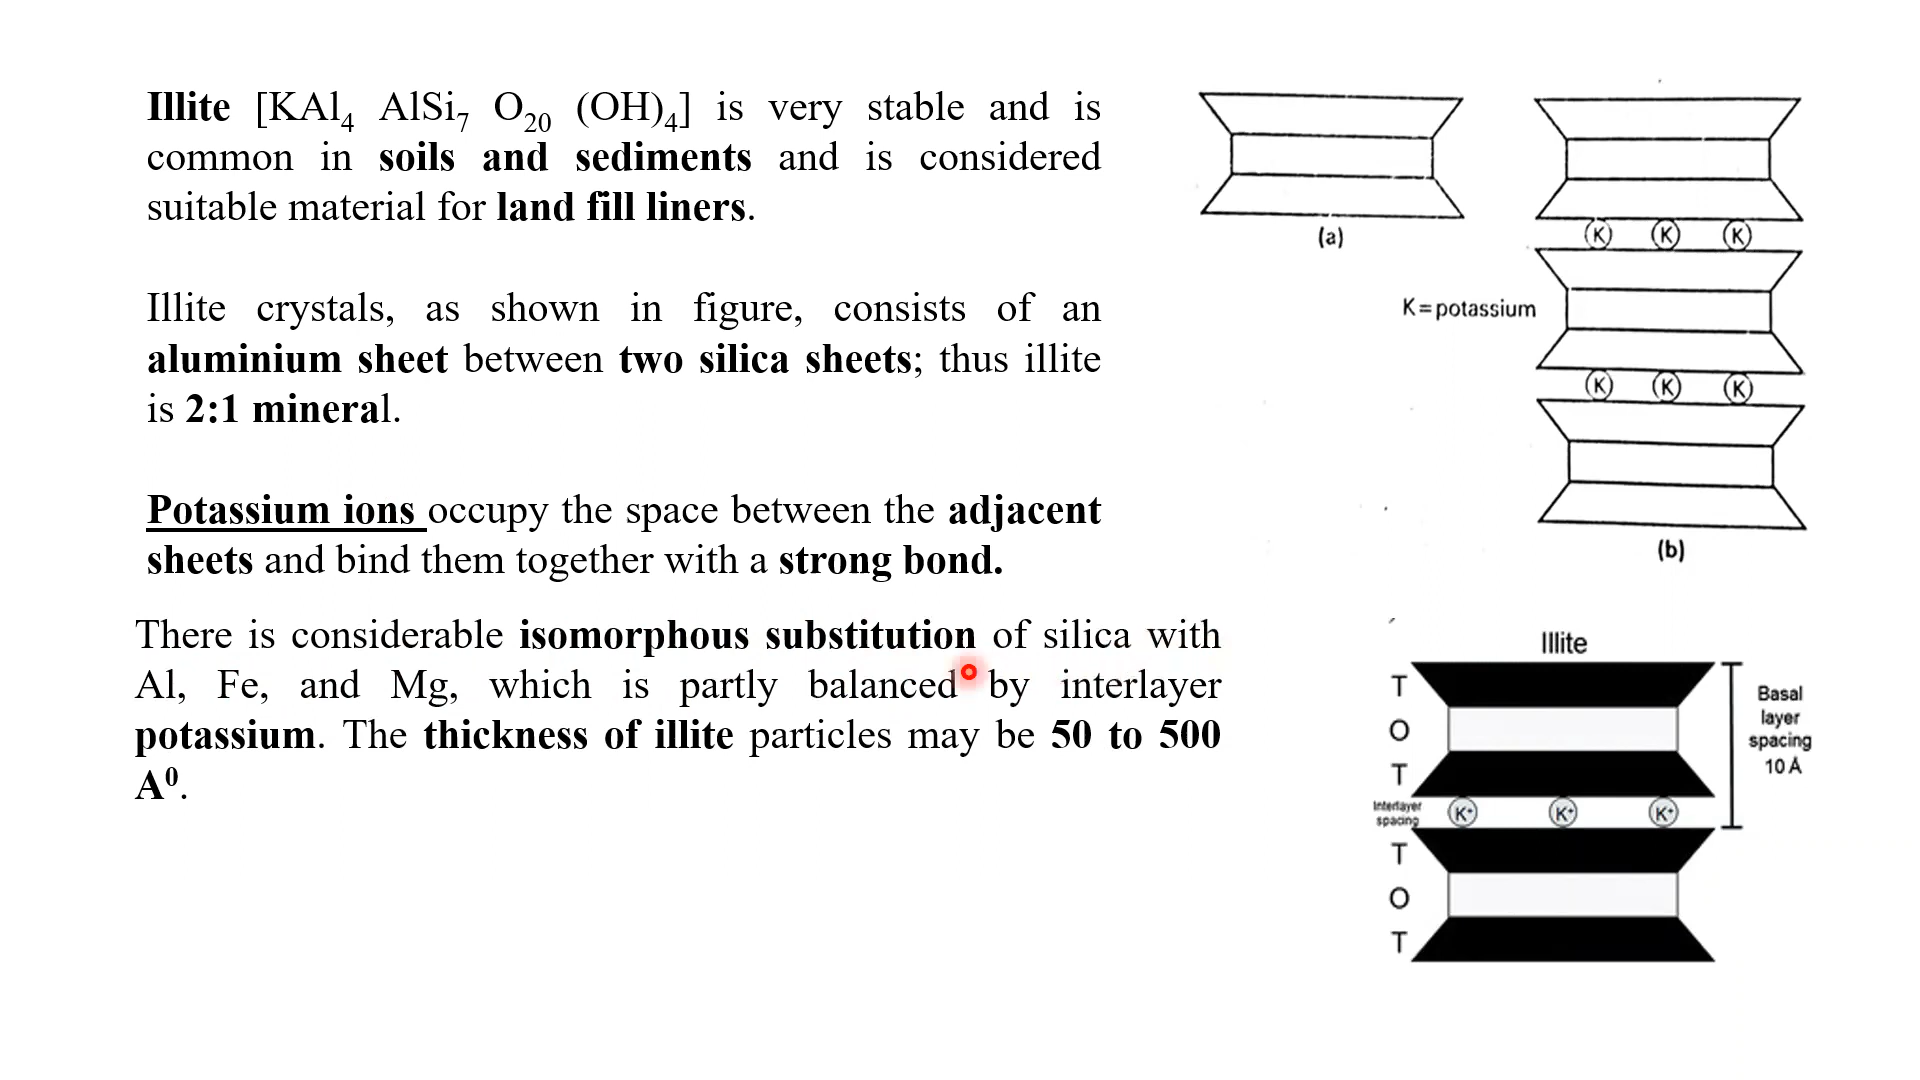 Illite [KAl4 AlSi7 O20 (OH)4] is very stable and is
common in soils and sediments and is considered
suitable material for land fill liners.
Illite crystals, as shown in figure, consists of an
aluminium sheet between two silica sheets; thus illite
is 2:1 mineral.
Potassium ions occupy the space between the adjacent
sheets and bind them together with a strong bond.
There is considerable isomorphous substitution of silica with
Al, Fe, and Mg, which is partly balanced by interlayer
potassium. The thickness of illite particles may be 50 to 500
A⁰.
(a)
K K K
K=potassium
K K K
(b)
Illite
T
O
T
Interlayer
spacing
K⁺ K⁺ K⁺
T
O
T
Basal
layer
spacing
10 Å